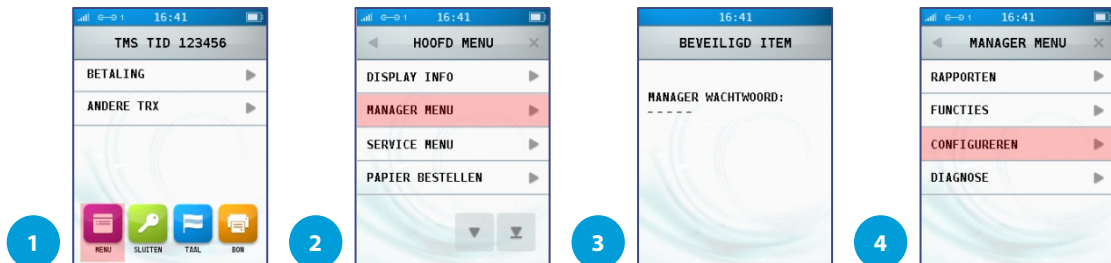 16:41
TMS TID 123456
BETALING
ANDERE TRX
MENU
SLUITEN
TAAL
BON
1
16:41
HOOFD MENU
DISPLAY INFO
MANAGER MENU
SERVICE MENU
PAPIER BESTELLEN
2
16:41
BEVEILIGD ITEM
MANAGER WACHTWOORD:
- - - - -
3
16:41
MANAGER MENU
RAPPORTEN
FUNCTIES
CONFIGUREREN
DIAGNOSE
4